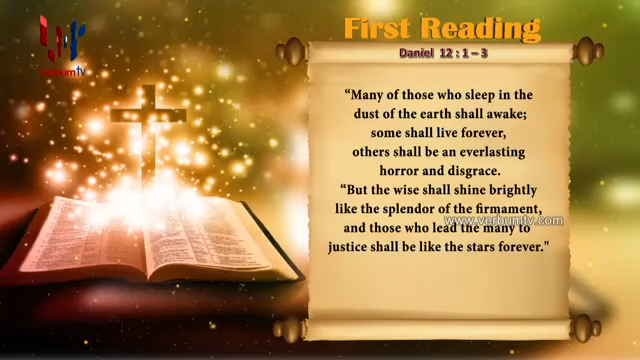 First Reading
Daniel 12 : 1 – 3
“Many of those who sleep in the
dust of the earth shall awake;
some shall live forever,
others shall be an everlasting
horror and disgrace.
“But the wise shall shine brightly
like the splendor of the firmament,
www.verbumtv.com
and those who lead the many to
justice shall be like the stars forever."
verbumtv